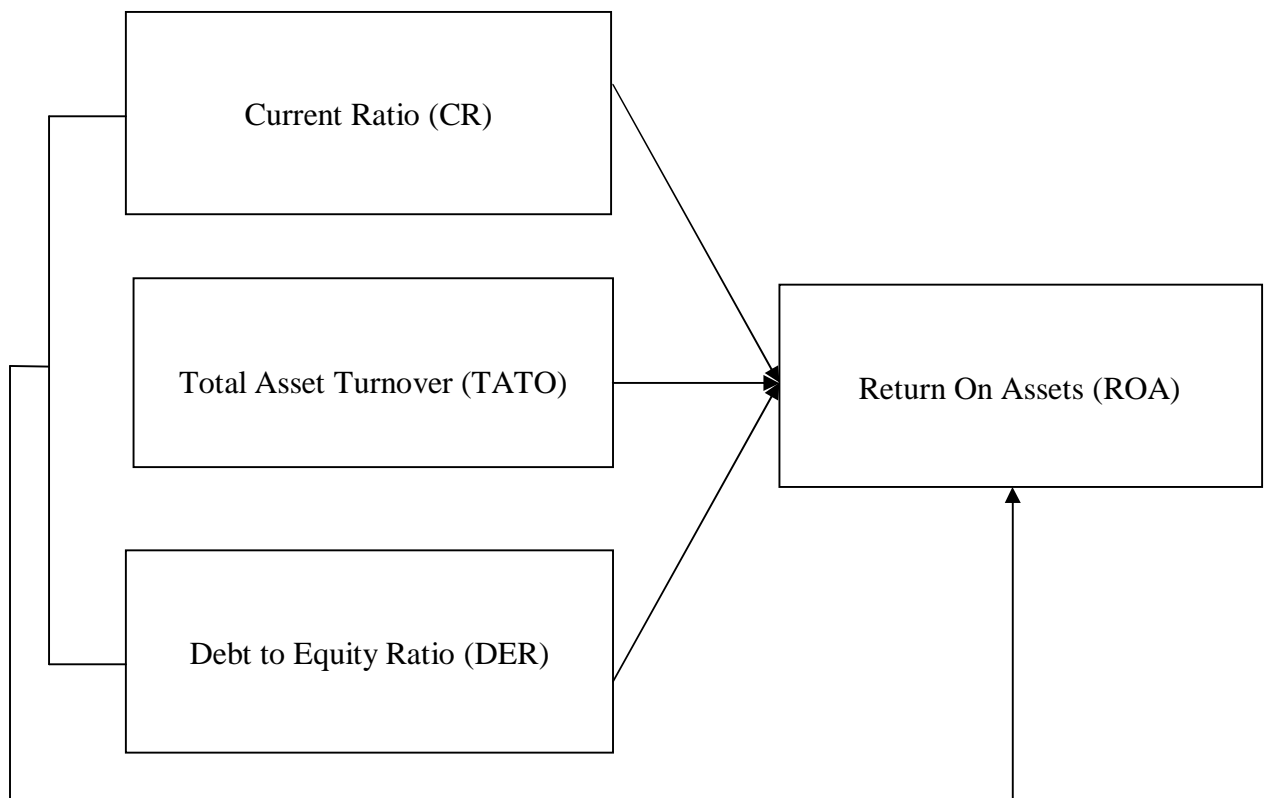 Current Ratio (CR)
Total Asset Turnover (TATO)
Return On Assets (ROA)
Debt to Equity Ratio (DER)